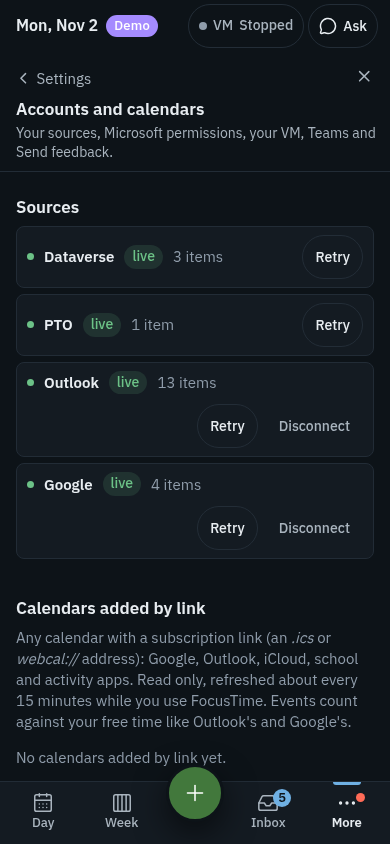 Mon, Nov 2 Demo VM Stopped Ask
Settings
Accounts and calendars
Your sources, Microsoft permissions, your VM, Teams and
Send feedback.
Sources
Dataverse live 3 items Retry
PTO live 1 item Retry
Outlook live 13 items
Retry Disconnect
Google live 4 items
Retry Disconnect
Calendars added by link
Any calendar with a subscription link (an .ics or
webcal:// address): Google, Outlook, iCloud, school
and activity apps. Read only, refreshed about every
15 minutes while you use FocusTime. Events count
against your free time like Outlook's and Google's.
No calendars added by link yet.
5
Day Week Inbox More